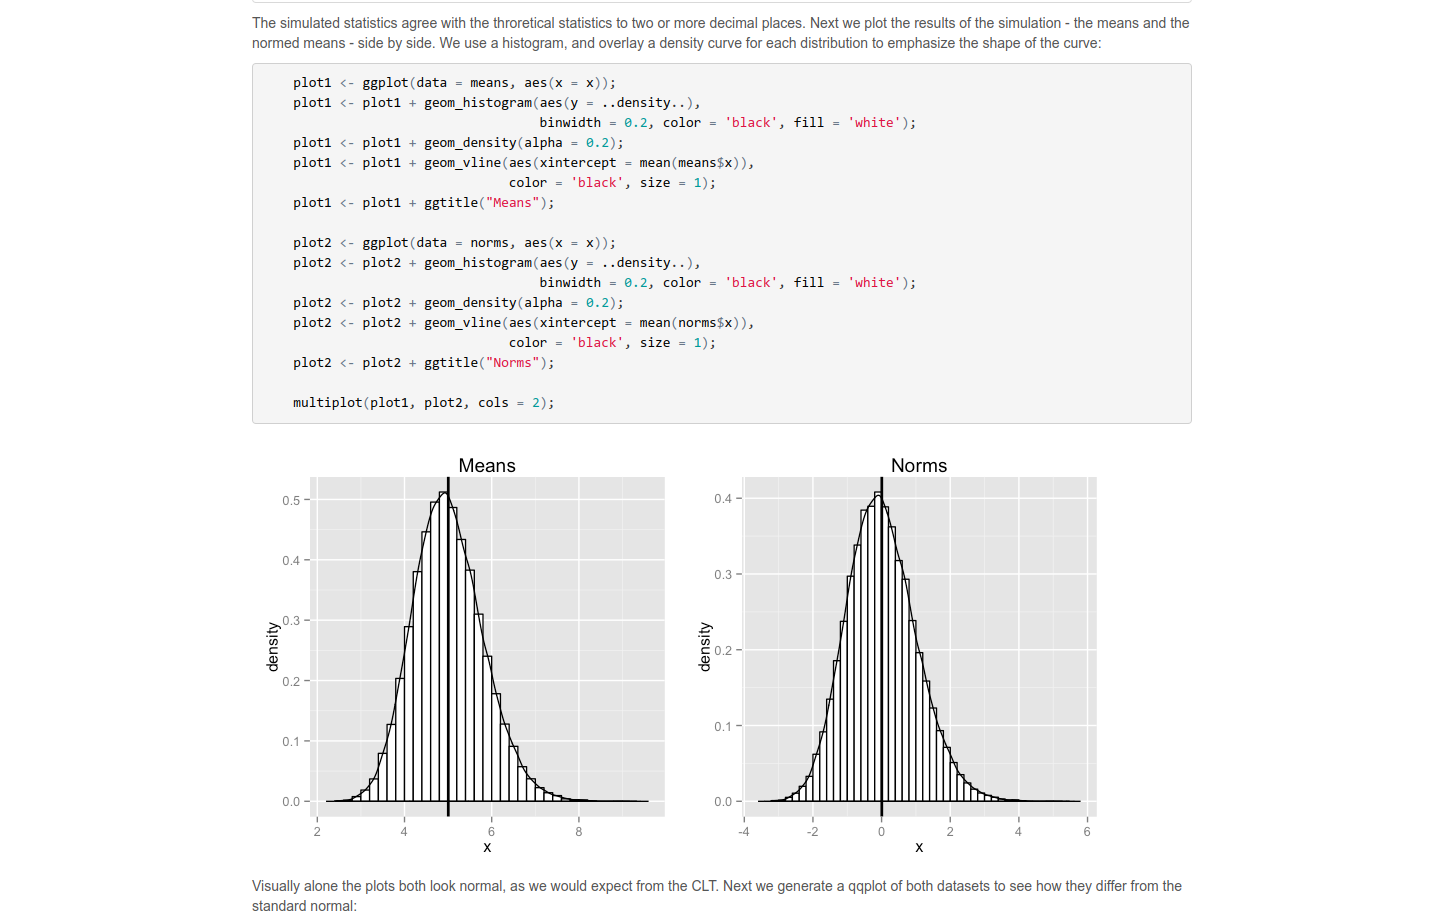 The simulated statistics agree with the throretical statistics to two or more decimal places. Next we plot the results of the simulation - the means and the
normed means - side by side. We use a histogram, and overlay a density curve for each distribution to emphasize the shape of the curve:
plot1 <- ggplot(data = means, aes(x = x));
plot1 <- plot1 + geom_histogram(aes(y = ..density..),
binwidth = 0.2, color = 'black', fill = 'white');
plot1 <- plot1 + geom_density(alpha = 0.2);
plot1 <- plot1 + geom_vline(aes(xintercept = mean(means$x)),
color = 'black', size = 1);
plot1 <- plot1 + ggtitle("Means");
plot2 <- ggplot(data = norms, aes(x = x));
plot2 <- plot2 + geom_histogram(aes(y = ..density..),
binwidth = 0.2, color = 'black', fill = 'white');
plot2 <- plot2 + geom_density(alpha = 0.2);
plot2 <- plot2 + geom_vline(aes(xintercept = mean(norms$x)),
color = 'black', size = 1);
plot2 <- plot2 + ggtitle("Norms");
multiplot(plot1, plot2, cols = 2);
Means
0.5
0.4
0.3
0.2
0.1
0.0
density
2 4 6 8
x
Norms
0.4
0.3
0.2
0.1
0.0
density
-4 -2 0 2 4 6
x
Visually alone the plots both look normal, as we would expect from the CLT. Next we generate a qqplot of both datasets to see how they differ from the
standard normal: